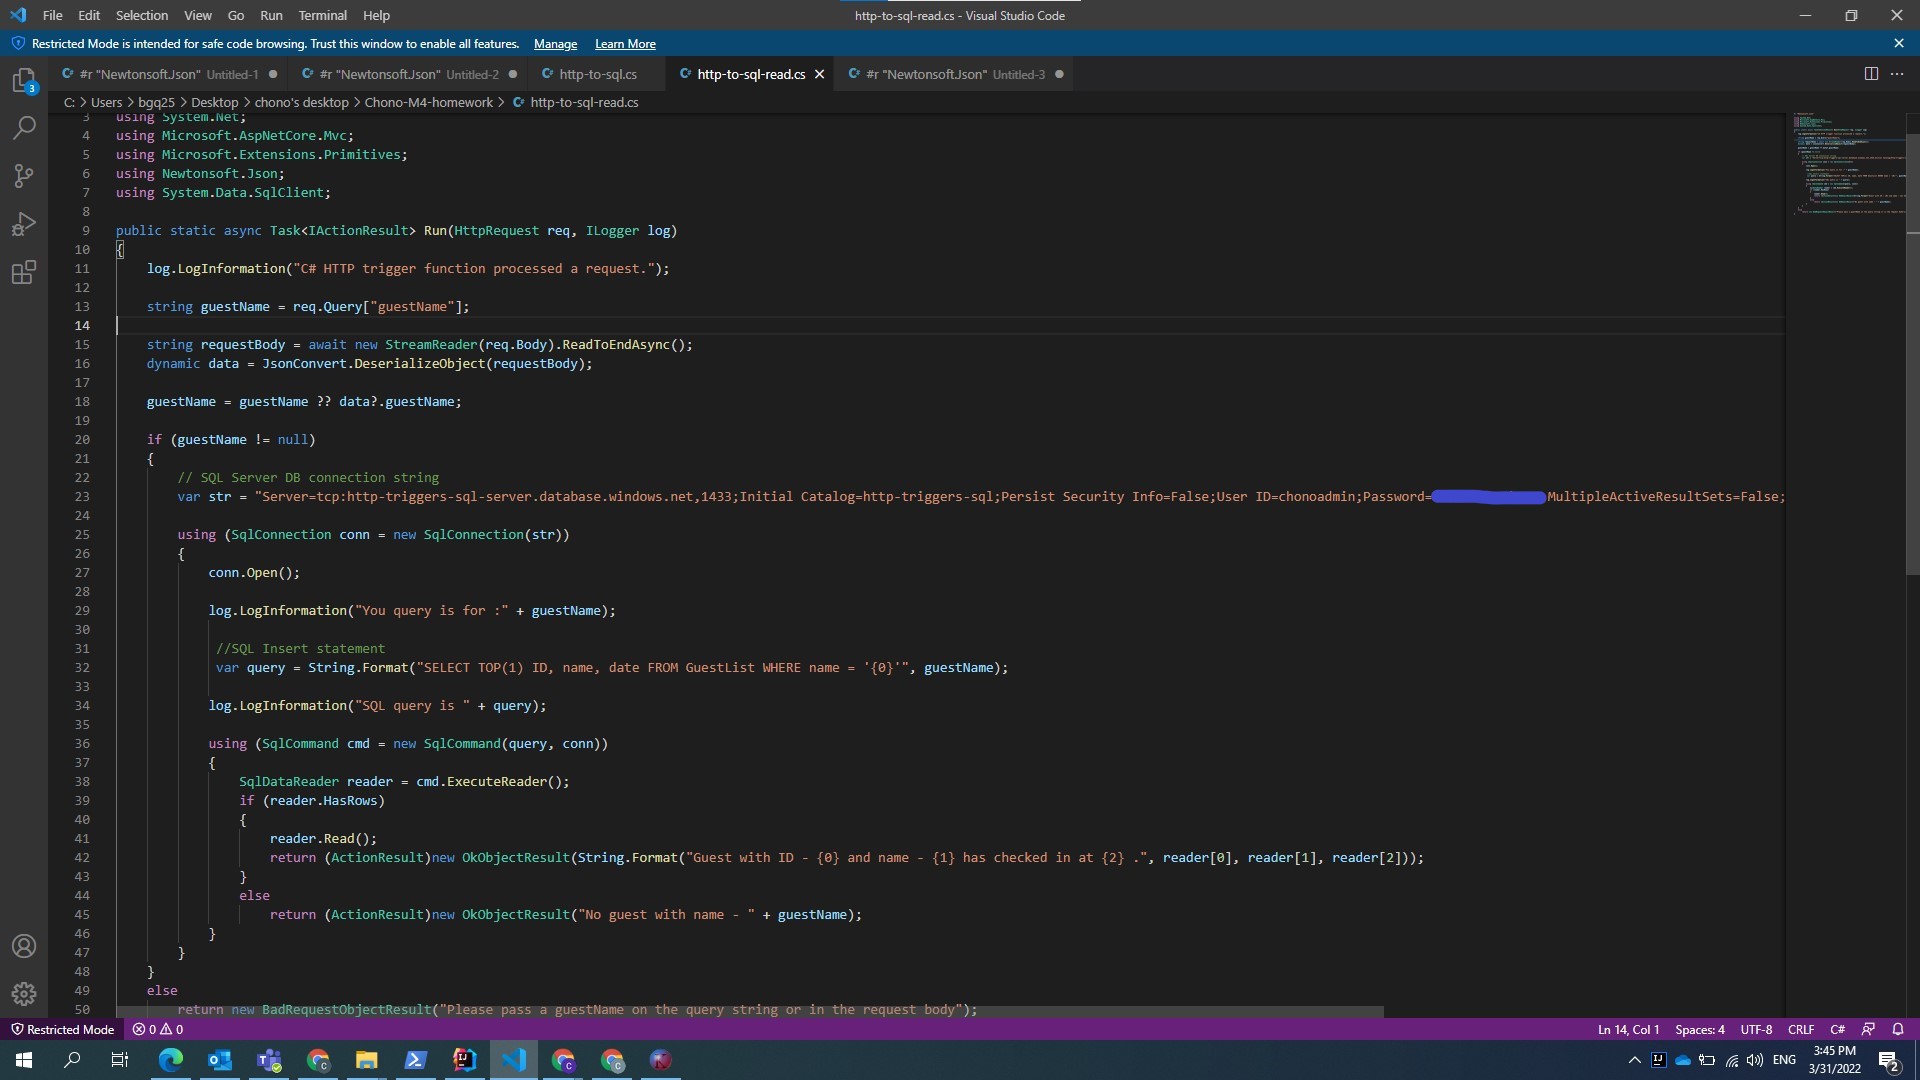 File Edit Selection View Go Run Terminal Help
http-to-sql-read.cs - Visual Studio Code
Restricted Mode is intended for safe code browsing. Trust this window to enable all features. Manage Learn More
#r "NewtonsoftJson" Untitled-1
#r "NewtonsoftJson" Untitled-2
http-to-sql.cs
http-to-sql-read.cs
#r "NewtonsoftJson" Untitled-3
C: > Users > bgq25 > Desktop > chono's desktop > Chono-M4-homework > http-to-sql-read.cs
3 using System.Net;
4 using Microsoft.AspNetCore.Mvc;
5 using Microsoft.Extensions.Primitives;
6 using Newtonsoft.Json;
7 using System.Data.SqlClient;
8
9 public static async Task<IActionResult> Run(HttpRequest req, ILogger log)
10 {
11 log.LogInformation("C# HTTP trigger function processed a request.");
12
13 string guestName = req.Query["guestName"];
14
15 string requestBody = await new StreamReader(req.Body).ReadToEndAsync();
16 dynamic data = JsonConvert.DeserializeObject(requestBody);
17
18 guestName = guestName ?? data?.guestName;
19
20 if (guestName != null)
21 {
22 // SQL Server DB connection string
23 var str = "Server=tcp:http-triggers-sql-server.database.windows.net,1433;Initial Catalog=http-triggers-sql;Persist Security Info=False;User ID=chonoadmin;Password= MultipleActiveResultSets=False;
24
25 using (SqlConnection conn = new SqlConnection(str))
26 {
27 conn.Open();
28
29 log.LogInformation("You query is for :" + guestName);
30
31 //SQL Insert statement
32 var query = String.Format("SELECT TOP(1) ID, name, date FROM GuestList WHERE name = '{0}'", guestName);
33
34 log.LogInformation("SQL query is " + query);
35
36 using (SqlCommand cmd = new SqlCommand(query, conn))
37 {
38 SqlDataReader reader = cmd.ExecuteReader();
39 if (reader.HasRows)
40 {
41 reader.Read();
42 return (ActionResult)new OkObjectResult(String.Format("Guest with ID - {0} and name - {1} has checked in at {2} .", reader[0], reader[1], reader[2]));
43 }
44 else
45 return (ActionResult)new OkObjectResult("No guest with name - " + guestName);
46 }
47 }
48 }
49 else
50 return new BadRequestObjectResult("Please pass a guestName on the query string or in the request body");
Restricted Mode 0 0
Ln 14, Col 1 Spaces: 4 UTF-8 CRLF C#
ENG
3:45 PM
3/31/2022
2